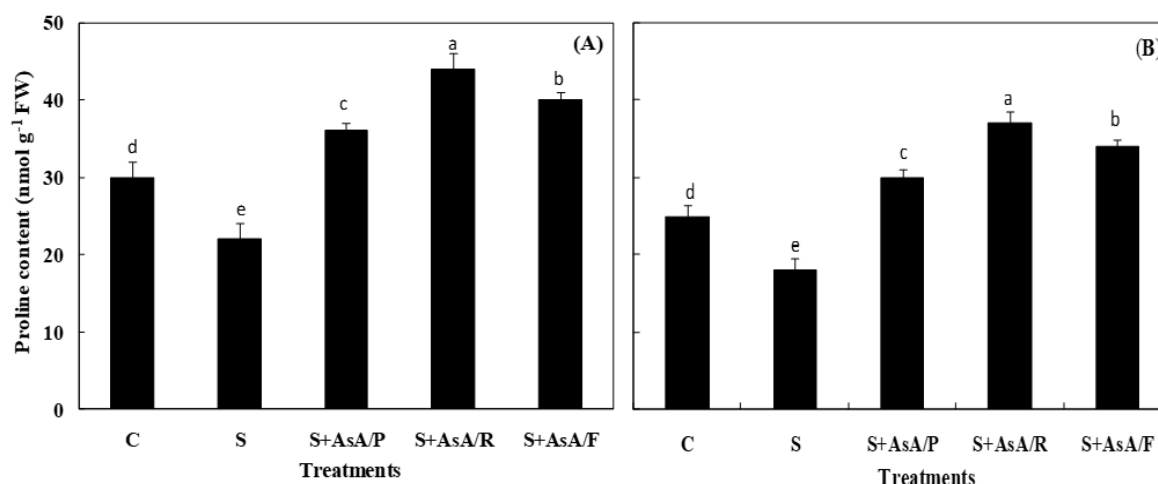 Proline content (nmol g⁻¹ FW)
50
40
30
20
10
0
(A)
d
e
c
a
b
C S S+AsA/P S+AsA/R S+AsA/F
Treatments
(B)
d
e
c
a
b
C S S+AsA/P S+AsA/R S+AsA/F
Treatments